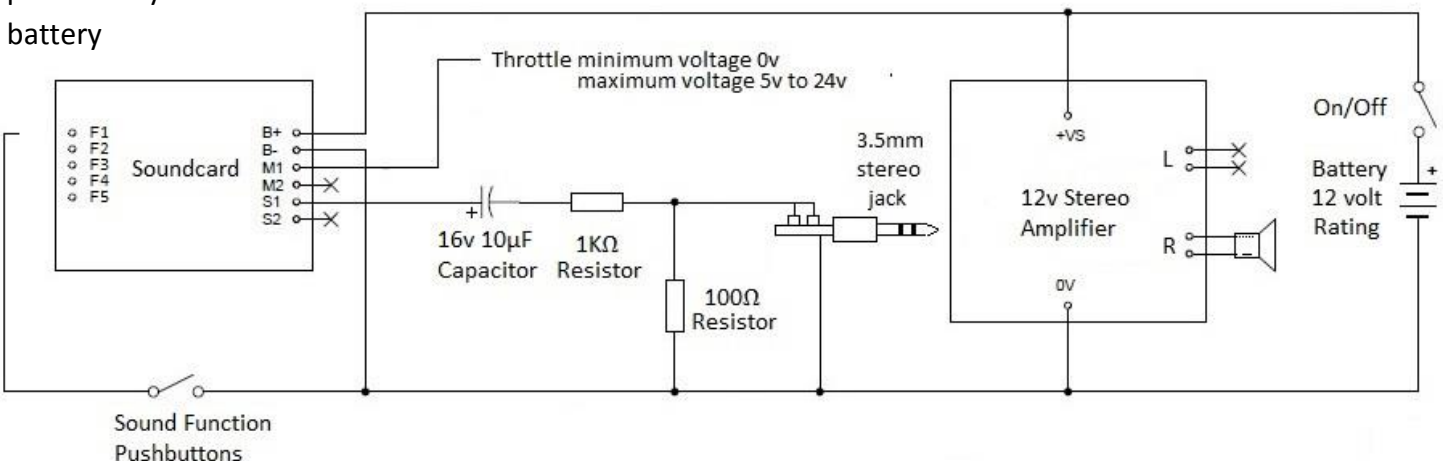 battery
Throttle minimum voltage 0v
maximum voltage 5v to 24v
F1
F2
F3
F4
F5
Soundcard
B+
B-
M1
M2
S1
S2
+
16v 10µF
Capacitor
1KΩ
Resistor
100Ω
Resistor
3.5mm
stereo
jack
+VS
12v Stereo
Amplifier
L
R
0V
On/Off
Battery
12 volt
Rating
+
Sound Function
Pushbuttons